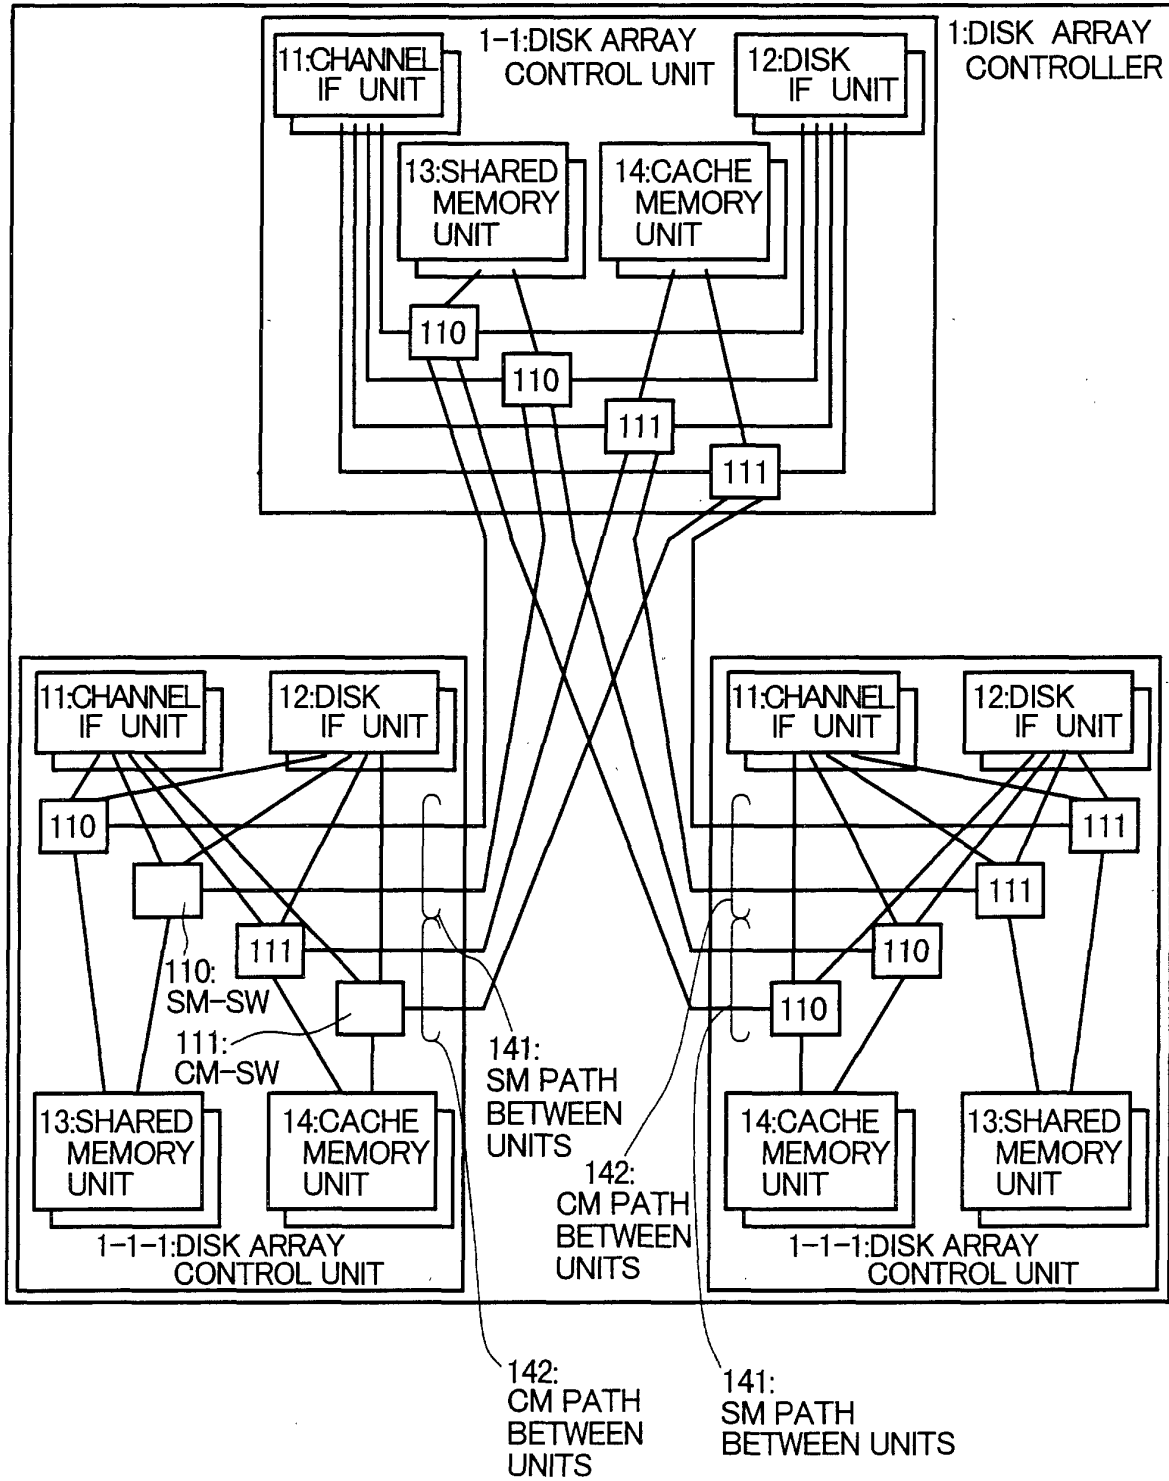 1-1:DISK ARRAY
CONTROL UNIT
1:DISK ARRAY
CONTROLLER
11:CHANNEL
IF UNIT
12:DISK
IF UNIT
13:SHARED
MEMORY
UNIT
14:CACHE
MEMORY
UNIT
110
110
111
111
11:CHANNEL
IF UNIT
12:DISK
IF UNIT
110
111
110:
SM-SW
111:
CM-SW
13:SHARED
MEMORY
UNIT
14:CACHE
MEMORY
UNIT
1-1-1:DISK ARRAY
CONTROL UNIT
141:
SM PATH
BETWEEN
UNITS
142:
CM PATH
BETWEEN
UNITS
11:CHANNEL
IF UNIT
12:DISK
IF UNIT
111
111
110
110
14:CACHE
MEMORY
UNIT
13:SHARED
MEMORY
UNIT
1-1-1:DISK ARRAY
CONTROL UNIT
142:
CM PATH
BETWEEN
UNITS
141:
SM PATH
BETWEEN UNITS